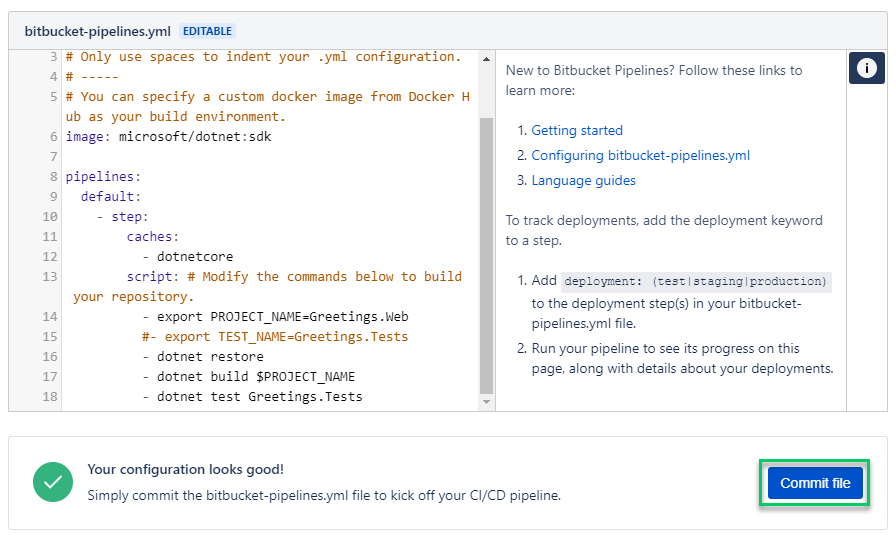 bitbucket-pipelines.yml EDITABLE
3 # Only use spaces to indent your .yml configuration.
4 # -----
5 # You can specify a custom docker image from Docker H
ub as your build environment.
6 image: microsoft/dotnet:sdk
7
8 pipelines:
9 default:
10 - step:
11 caches:
12 - dotnetcore
13 script: # Modify the commands below to build
your repository.
14 - export PROJECT_NAME=Greetings.Web
15 #- export TEST_NAME=Greetings.Tests
16 - dotnet restore
17 - dotnet build $PROJECT_NAME
18 - dotnet test Greetings.Tests
New to Bitbucket Pipelines? Follow these links to
learn more:
1. Getting started
2. Configuring bitbucket-pipelines.yml
3. Language guides
To track deployments, add the deployment keyword
to a step.
1. Add deployment: (test|staging|production)
to the deployment step(s) in your bitbucket-
pipelines.yml file.
2. Run your pipeline to see its progress on this
page, along with details about your deployments.
Your configuration looks good!
Simply commit the bitbucket-pipelines.yml file to kick off your CI/CD pipeline.
Commit file